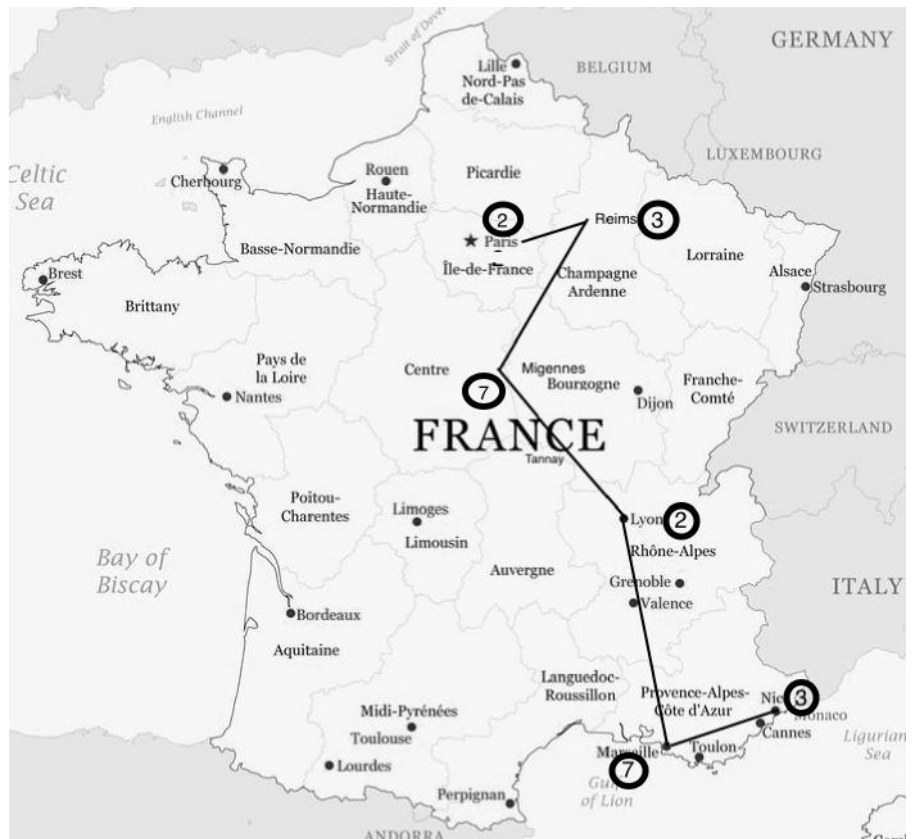 GERMANY
Strait of Dover
BELGIUM
Lille
Nord-Pas
de-Calais
English Channel
LUXEMBOURG
Celtic
Sea
Cherbourg
Rouen
Haute-
Normandie
Picardie
2
Paris
Reims
3
Basse-Normandie
Île-de-France
Champagne
Ardenne
Lorraine
Alsace
Strasbourg
Brest
Brittany
Pays de
la Loire
Nantes
Centre
7
Migennes
Bourgogne
Dijon
Franche-
Comté
FRANCE
SWITZERLAND
Tannay
Poitou-
Charentes
Limoges
Limousin
Lyon
2
Rhône-Alpes
Auvergne
Grenoble
Valence
Bay of
Biscay
ITALY
Bordeaux
Aquitaine
Languedoc-
Roussillon
Provence-Alpes-
Côte d'Azur
Nic
3
Monaco
Cannes
Ligurian
Sea
Midi-Pyrénées
Toulouse
Marseille
7
Toulon
Gul
of Lion
Lourdes
Perpignan
ANDORRA